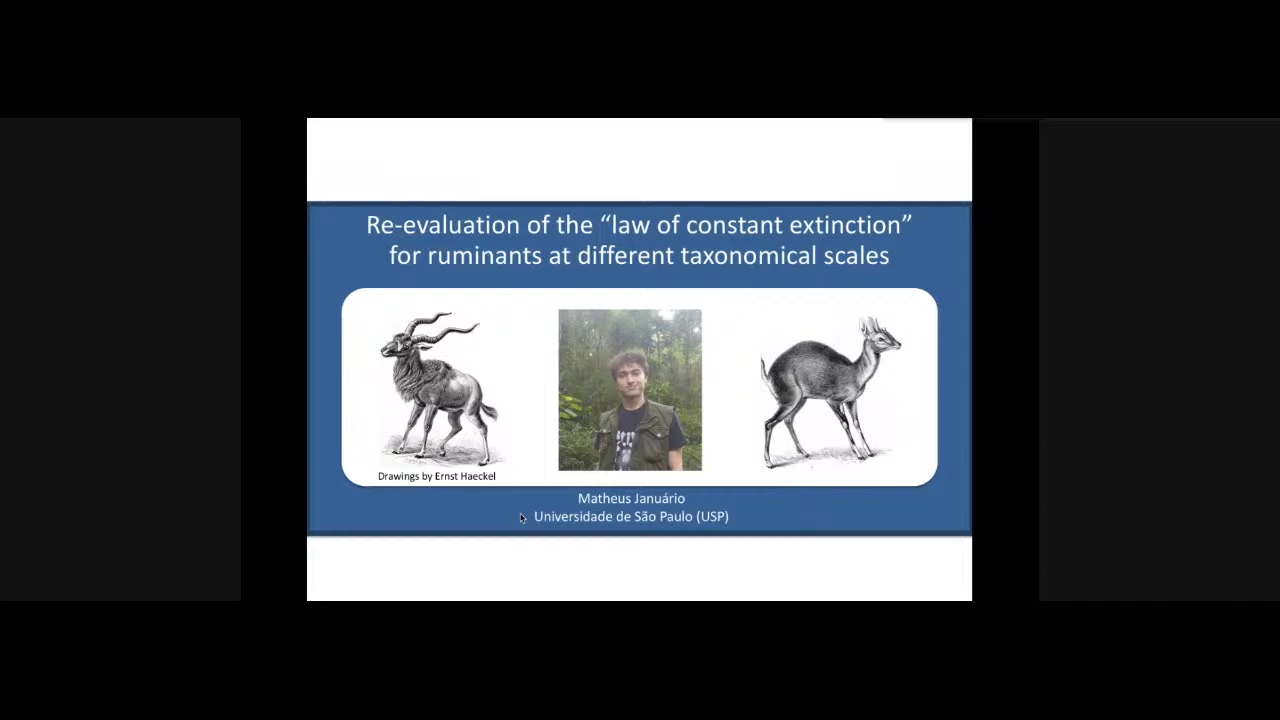 Re-evaluation of the “law of constant extinction”
for ruminants at different taxonomical scales
Drawings by Ernst Haeckel
Matheus Januário
Universidade de São Paulo (USP)